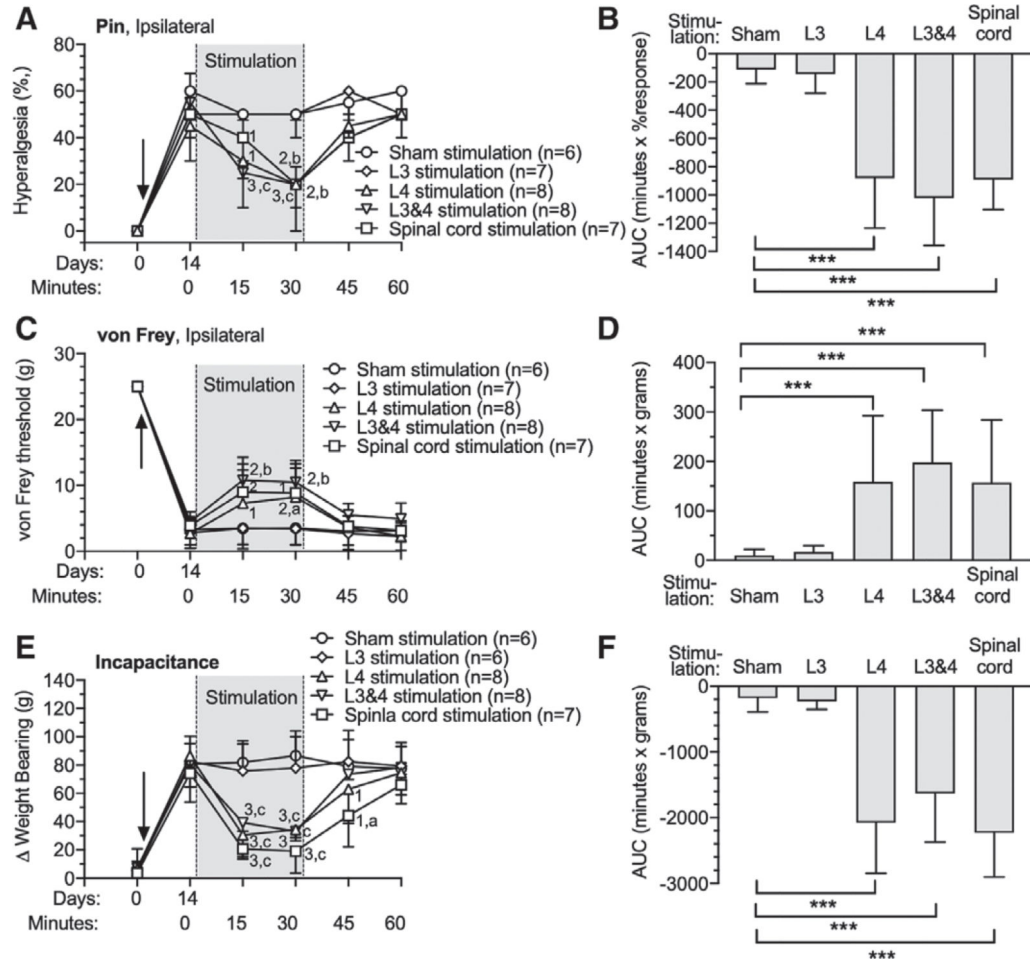 A
Pin, Ipsilateral
Hyperalgesia (%,)
80
60
40
20
0
Stimulation
1
1
2,b
3,c
3,c
2,b
Sham stimulation (n=6)
L3 stimulation (n=7)
L4 stimulation (n=8)
L3&4 stimulation (n=8)
Spinal cord stimulation (n=7)
Days: 0 14
Minutes: 0 15 30 45 60
B
Stimu-
lation: Sham L3 L4 L3&4 Spinal
cord
AUC (minutes x %response)
0
-200
-400
-600
-800
-1000
-1200
-1400
***
***
***
C
von Frey, Ipsilateral
von Frey threshold (g)
30
20
10
0
Stimulation
2,b
2
1
2,b
1
2,a
Sham stimulation (n=6)
L3 stimulation (n=7)
L4 stimulation (n=8)
L3&4 stimulation (n=8)
Spinal cord stimulation (n=7)
Days: 0 14
Minutes: 0 15 30 45 60
D
***
***
***
AUC (minutes x grams)
400
300
200
100
0
Stimu-
lation: Sham L3 L4 L3&4 Spinal
cord
E
Incapacitance
Δ Weight Bearing (g)
140
120
100
80
60
40
20
0
Stimulation
3,c
3,c
3,c
3,c
3,c
3,c
1
1,a
Sham stimulation (n=6)
L3 stimulation (n=6)
L4 stimulation (n=8)
L3&4 stimulation (n=8)
Spinla cord stimulation (n=7)
Days: 0 14
Minutes: 0 15 30 45 60
F
Stimu-
lation: Sham L3 L4 L3&4 Spinal
cord
AUC (minutes x grams)
0
-1000
-2000
-3000
***
***
***